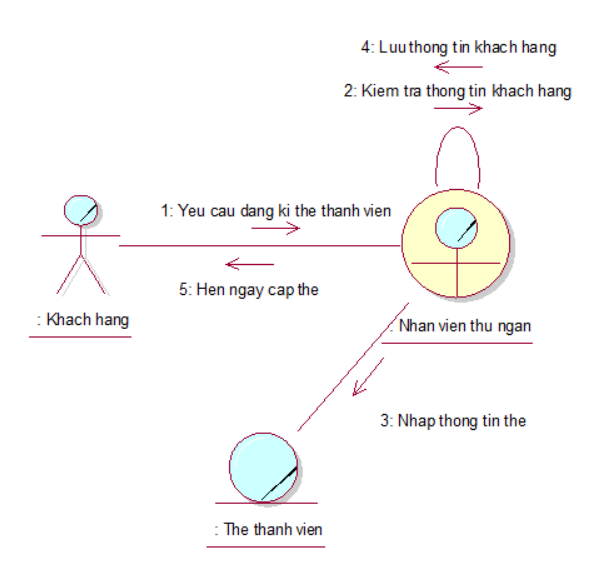 4: Luu thong tin khach hang
2: Kiem tra thong tin khach hang
1: Yeu cau dang ki the thanh vien
5: Hen ngay cap the
: Khach hang
: Nhan vien thu ngan
3: Nhap thong tin the
: The thanh vien